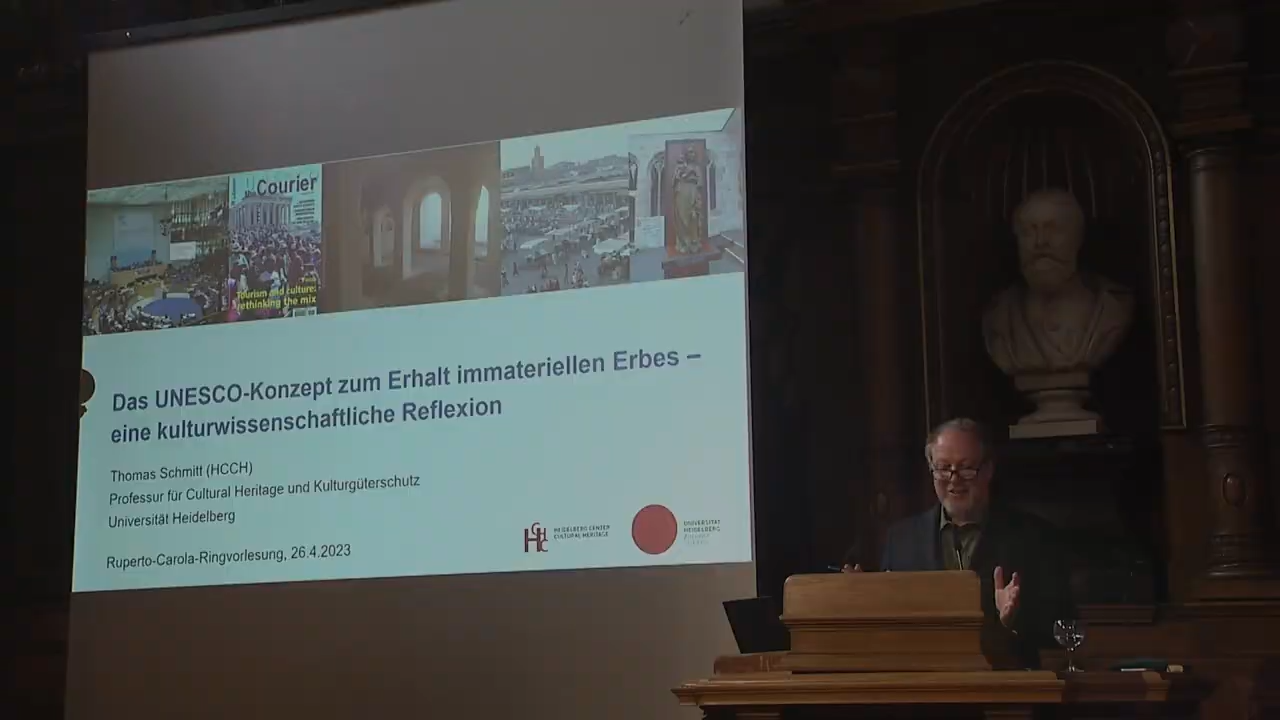 Courier
Tourism and culture:
rethinking the mix
Das UNESCO-Konzept zum Erhalt immateriellen Erbes –
eine kulturwissenschaftliche Reflexion
Thomas Schmitt (HCCH)
Professur für Cultural Heritage und Kulturgüterschutz
Universität Heidelberg
Ruperto-Carola-Ringvorlesung, 26.4.2023
HCCH
HEIDELBERG CENTER
CULTURAL HERITAGE
UNIVERSITÄT
HEIDELBERG